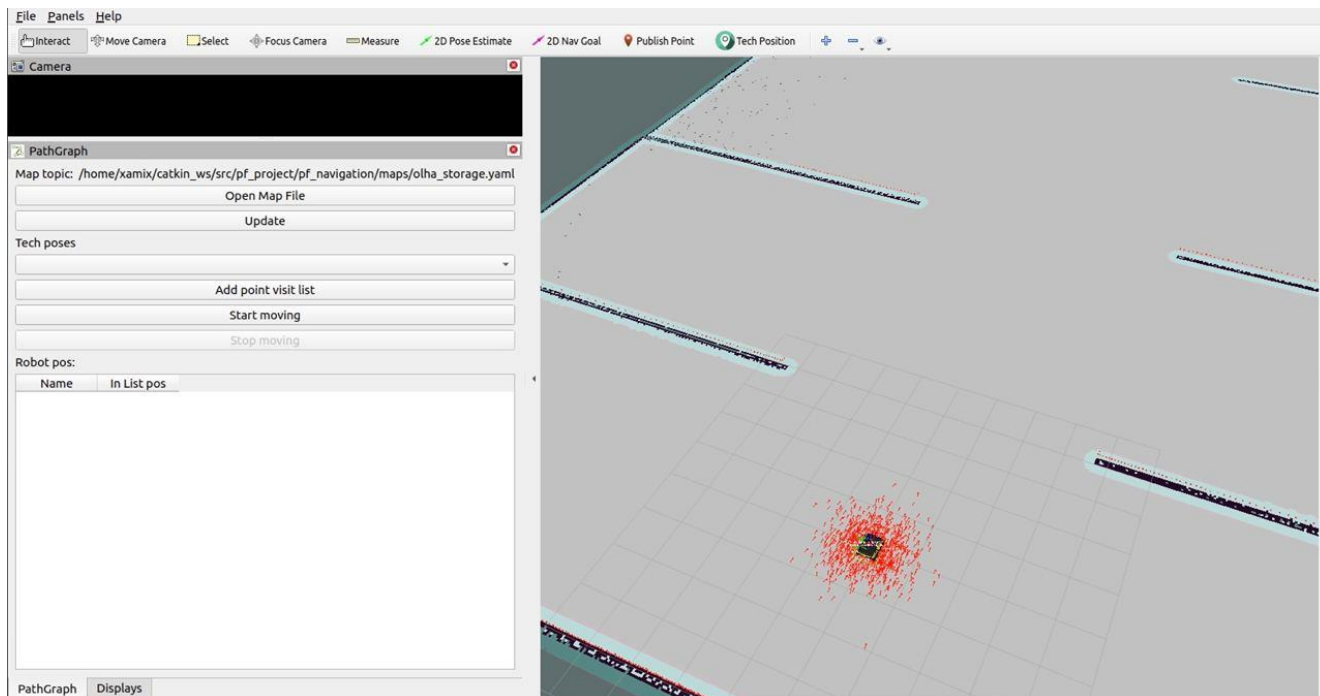 File Panels Help
Interact Move Camera Select Focus Camera Measure 2D Pose Estimate 2D Nav Goal Publish Point Tech Position
Camera
PathGraph
Map topic: /home/xamix/catkin_ws/src/pf_project/pf_navigation/maps/olha_storage.yaml
Open Map File
Update
Tech poses
Add point visit list
Start moving
Stop moving
Robot pos:
Name In List pos
PathGraph Displays